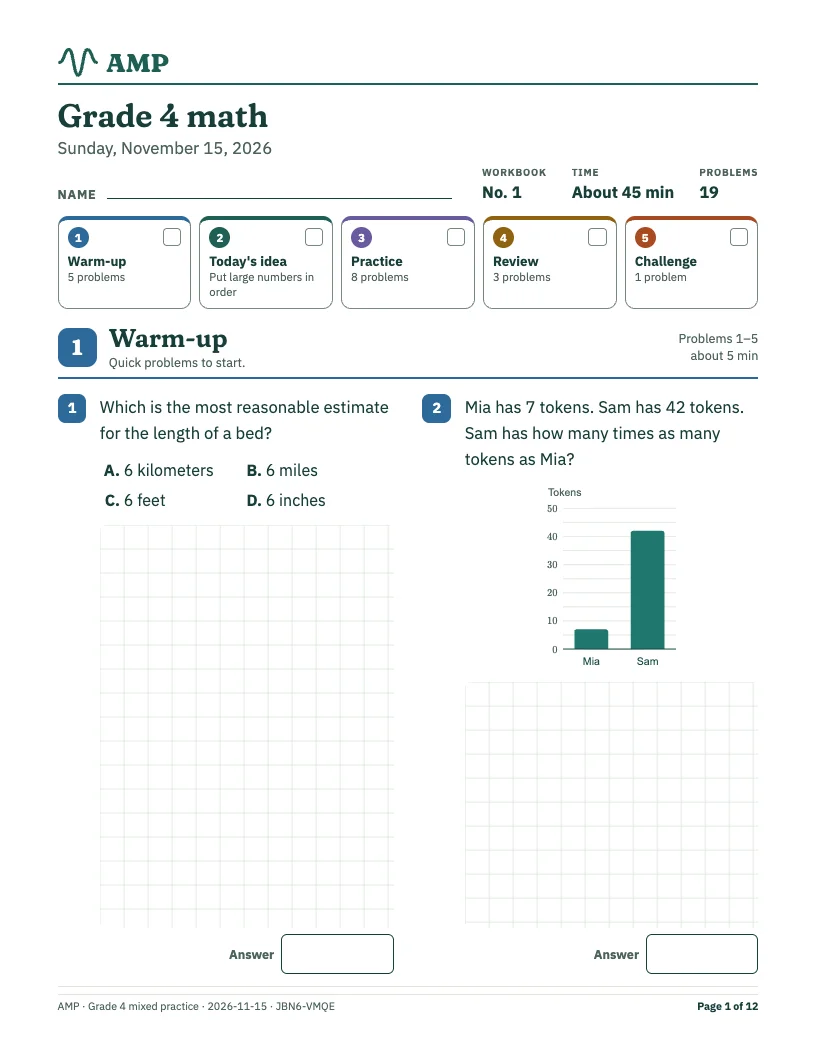 AMP
Grade 4 math
Sunday, November 15, 2026
NAME
WORKBOOK
No. 1
TIME
About 45 min
PROBLEMS
19
1
Warm-up
5 problems
2
Today's idea
Put large numbers in
order
3
Practice
8 problems
4
Review
3 problems
5
Challenge
1 problem
1
Warm-up
Quick problems to start.
Problems 1–5
about 5 min
1
Which is the most reasonable estimate
for the length of a bed?
A. 6 kilometers B. 6 miles
C. 6 feet D. 6 inches
Answer
2
Mia has 7 tokens. Sam has 42 tokens.
Sam has how many times as many
tokens as Mia?
Tokens
50
40
30
20
10
0
Mia Sam
Answer
AMP · Grade 4 mixed practice · 2026-11-15 · JBN6-VMQE
Page 1 of 12